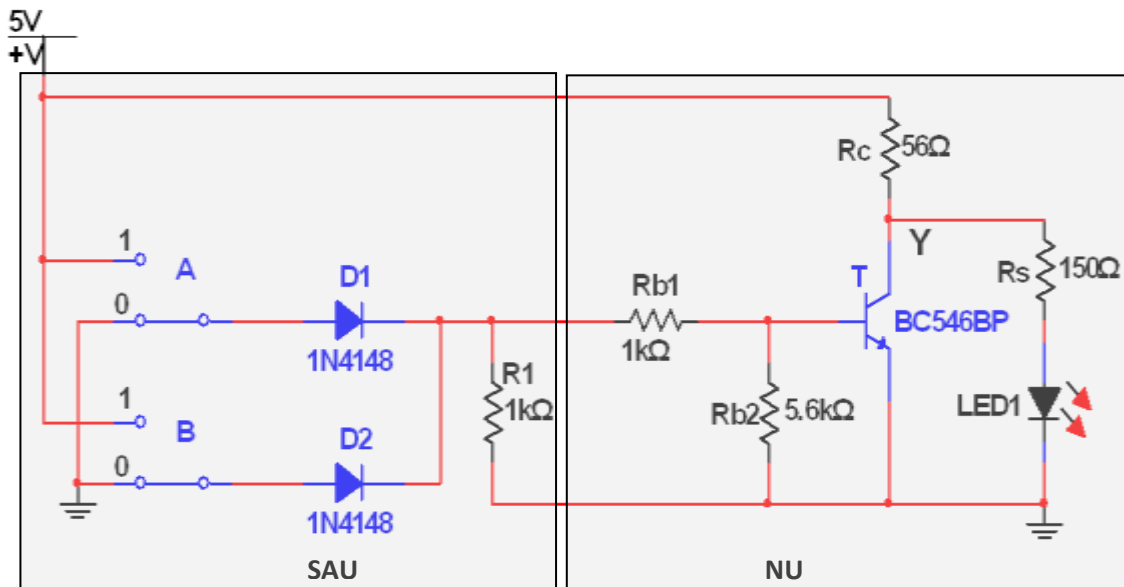 5V
+V
Rc 56Ω
1 A
Y
0 D1 Rb1 T Rs 150Ω
BC546BP
1N4148 1kΩ
R1
1kΩ
1 B
Rb2 5.6kΩ LED1
0 D2
1N4148
SAU NU